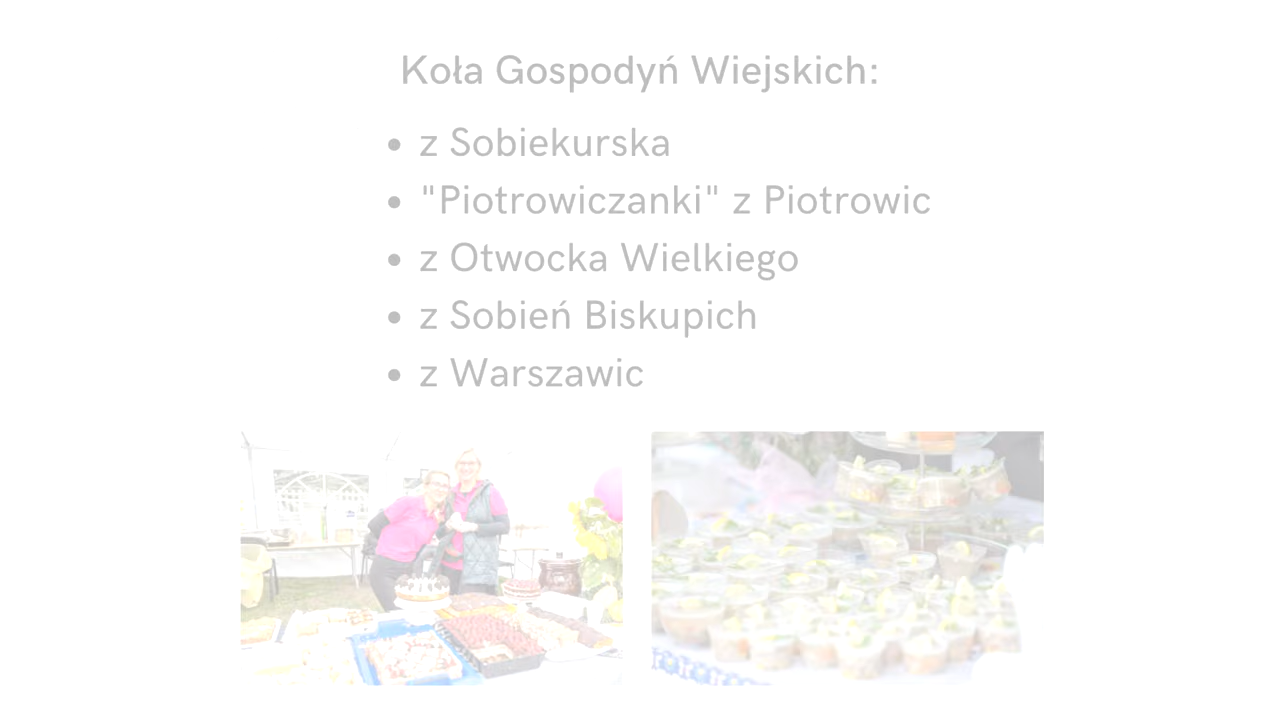 Koła Gospodyń Wiejskich:
• z Sobiekurska
• "Piotrowiczanki" z Piotrowic
• z Otwocka Wielkiego
• z Sobień Biskupich
• z Warszawic